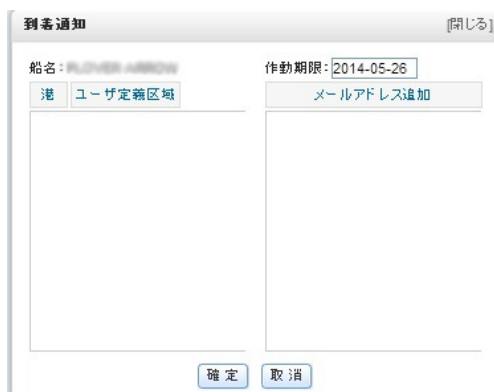 到着通知 [閉じる]
船名: 作動期限: 2014-05-26
港 ユーザ定義区域 メールアドレス追加
確定 取消